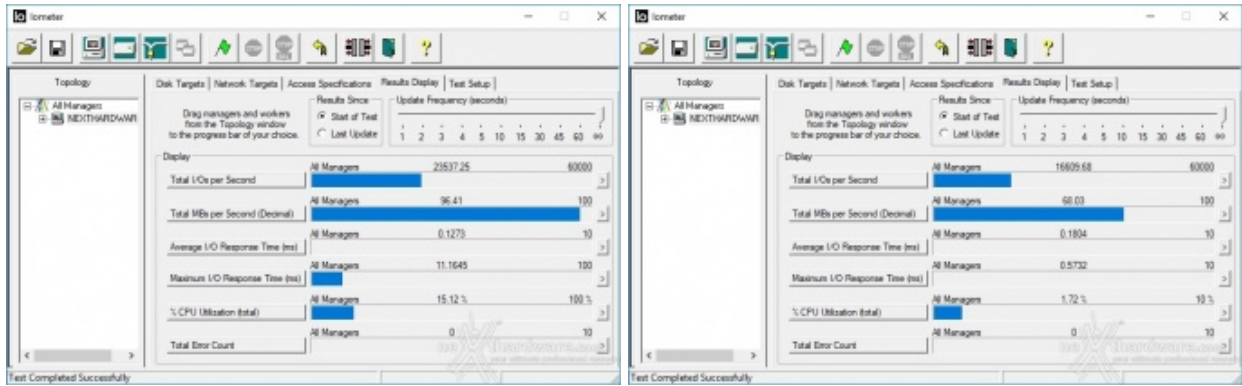 Iometer
Topology
All Managers
NEXTHARDWAR
Disk Targets Network Targets Access Specifications Results Display Test Setup
Drag managers and workers
from the Topology window
to the progress bar of your choice.
Results Since
Start of Test
Last Update
Update Frequency (seconds)
1 2 3 4 5 10 15 30 45 60 ∞
Display
All Managers 23537.25 60000
Total I/Os per Second
All Managers 96.41 100
Total MBs per Second (Decimal)
All Managers 0.1273 10
Average I/O Response Time (ms)
All Managers 11.1645 100
Maximum I/O Response Time (ms)
All Managers 15.12 % 100 %
% CPU Utilization (total)
All Managers 0 10
Total Error Count
Test Completed Successfully
Iometer
Topology
All Managers
NEXTHARDWAR
Disk Targets Network Targets Access Specifications Results Display Test Setup
Drag managers and workers
from the Topology window
to the progress bar of your choice.
Results Since
Start of Test
Last Update
Update Frequency (seconds)
1 2 3 4 5 10 15 30 45 60 ∞
Display
All Managers 16609.68 60000
Total I/Os per Second
All Managers 68.03 100
Total MBs per Second (Decimal)
All Managers 0.1804 10
Average I/O Response Time (ms)
All Managers 0.5732 10
Maximum I/O Response Time (ms)
All Managers 1.72 % 10 %
% CPU Utilization (total)
All Managers 0 10
Total Error Count
Test Completed Successfully